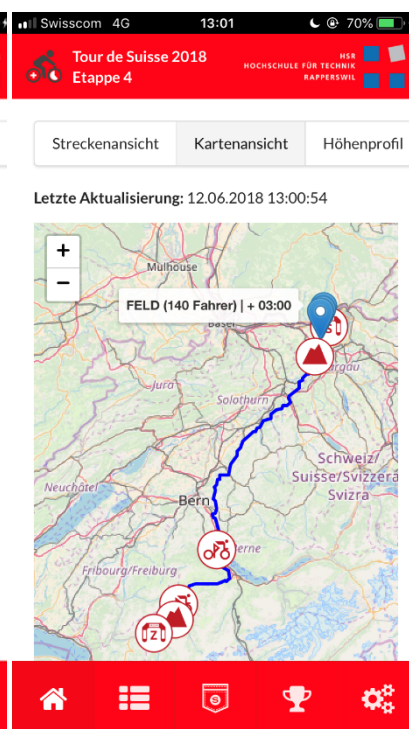 Swisscom 4G 13:01 70%
Tour de Suisse 2018
Etappe 4
HSR
HOCHSCHULE FÜR TECHNIK
RAPPERSWIL
Streckenansicht Kartenansicht Höhenprofil
Letzte Aktualisierung: 12.06.2018 13:00:54
+
−
Mulhouse
FELD (140 Fahrer) | + 03:00
Basel
S
Jura
Solothurn
Schweiz/
Suisse/Svizzera
Svizra
Neuchâtel
Bern
Fribourg/Freiburg
Z
S